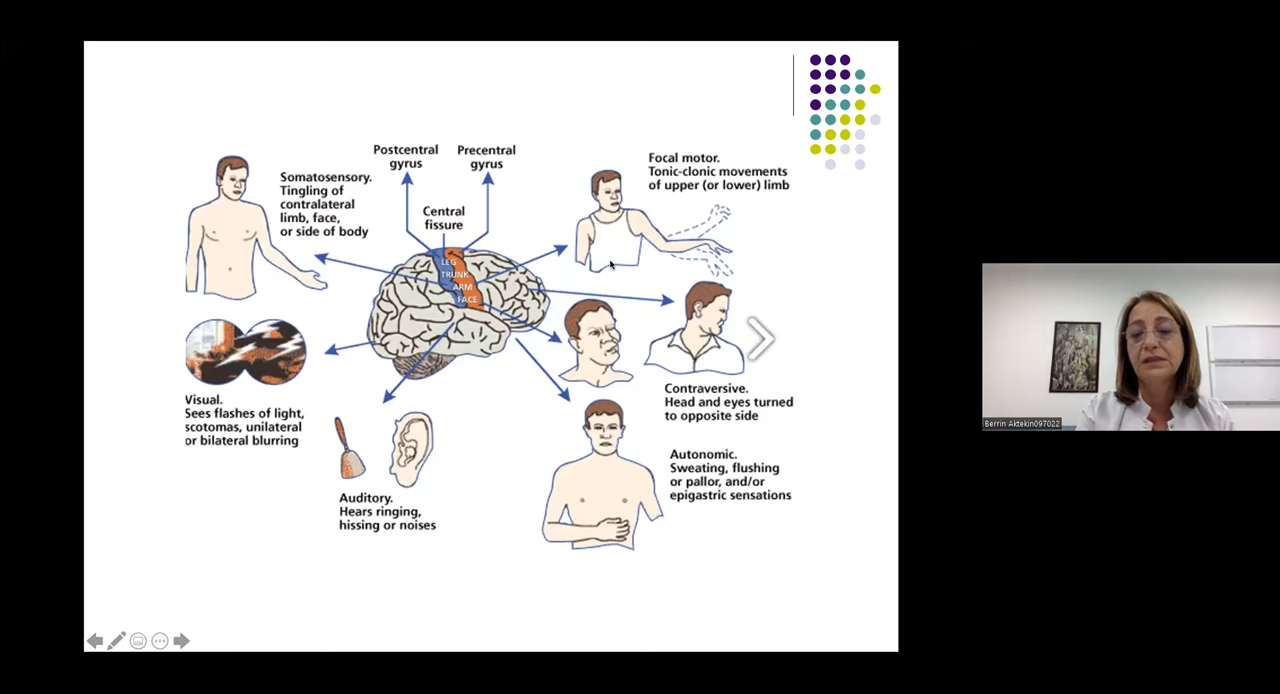 Postcentral
gyrus
Precentral
gyrus
Central
fissure
LEG
TRUNK
ARM
FACE
Somatosensory.
Tingling of
contralateral
limb, face,
or side of body
Focal motor.
Tonic-clonic movements
of upper (or lower) limb
Visual.
Sees flashes of light,
scotomas, unilateral
or bilateral blurring
Contraversive.
Head and eyes turned
to opposite side
Auditory.
Hears ringing,
hissing or noises
Autonomic.
Sweating, flushing
or pallor, and/or
epigastric sensations
Berrin Aktekin097022